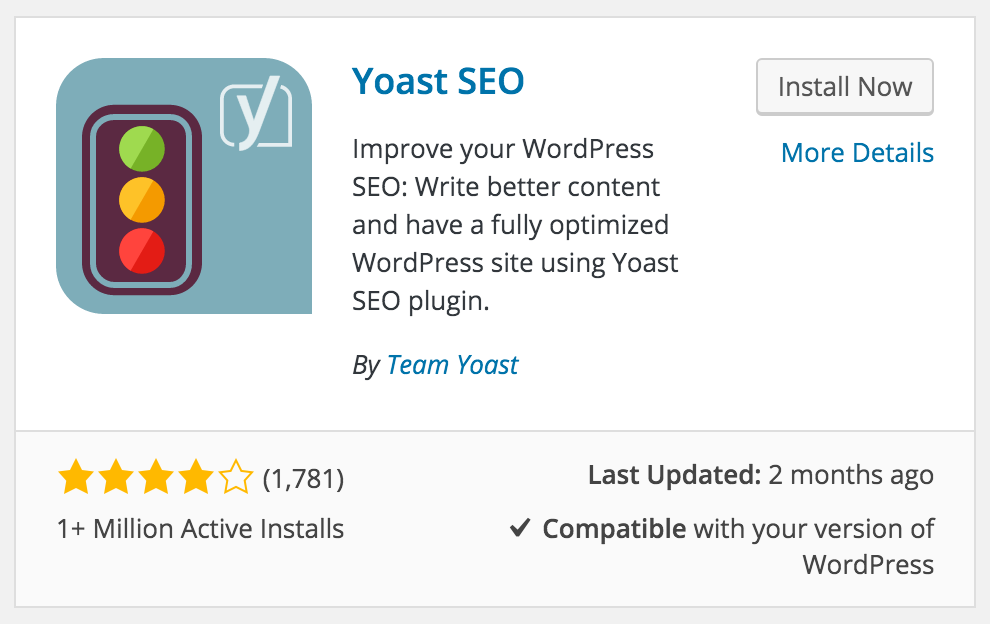 y
Yoast SEO
Install Now
More Details
Improve your WordPress
SEO: Write better content
and have a fully optimized
WordPress site using Yoast
SEO plugin.
By Team Yoast
(1,781)
1+ Million Active Installs
Last Updated: 2 months ago
Compatible with your version of
WordPress